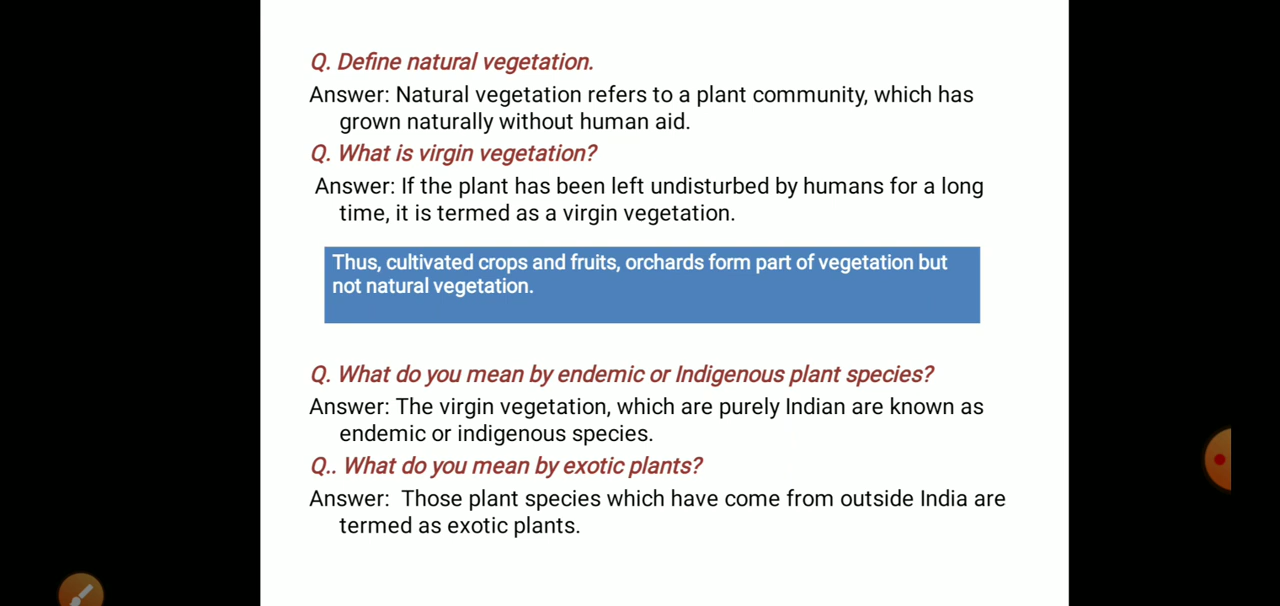 Q. Define natural vegetation.
Answer: Natural vegetation refers to a plant community, which has
grown naturally without human aid.
Q. What is virgin vegetation?
Answer: If the plant has been left undisturbed by humans for a long
time, it is termed as a virgin vegetation.
Thus, cultivated crops and fruits, orchards form part of vegetation but
not natural vegetation.
Q. What do you mean by endemic or Indigenous plant species?
Answer: The virgin vegetation, which are purely Indian are known as
endemic or indigenous species.
Q.. What do you mean by exotic plants?
Answer: Those plant species which have come from outside India are
termed as exotic plants.